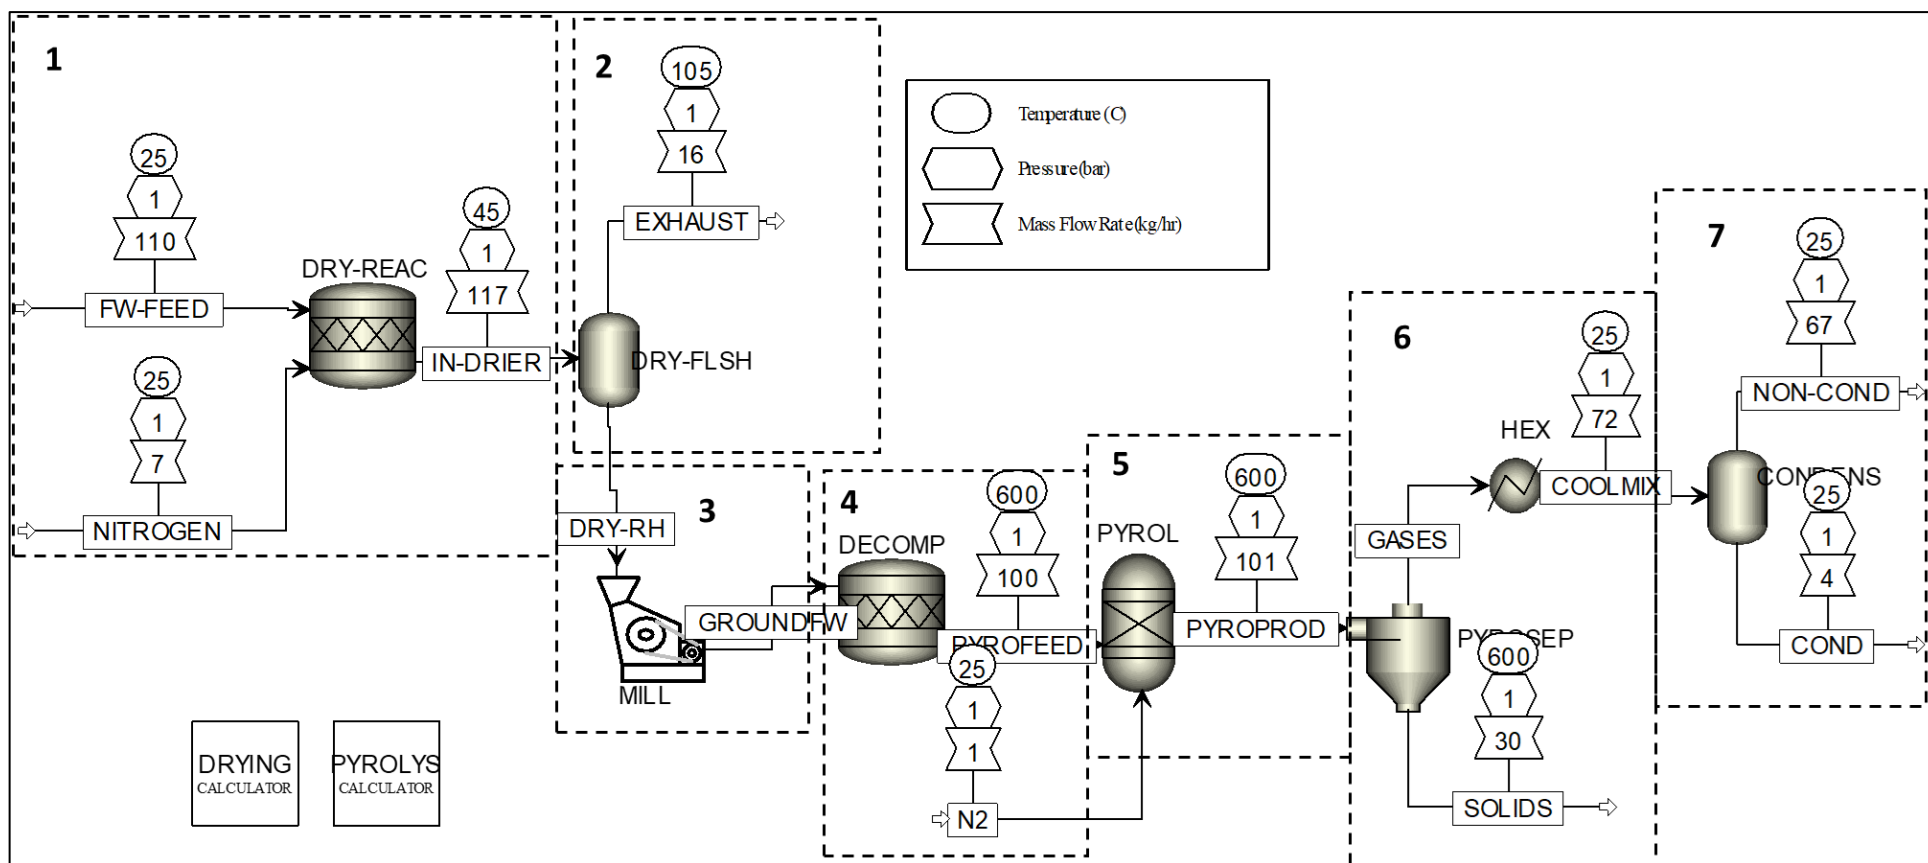 1
25
1
110
FW-FEED
25
1
7
NITROGEN
DRY-REAC
45
1
117
IN-DRIER
2
105
1
16
EXHAUST
DRY-FLSH
Temperature (C)
Pressure (bar)
Mass Flow Rate (kg/hr)
3
DRY-RH
MILL
GROUNDFW
4
DECOMP
600
1
100
PYROFEED
25
1
1
N2
5
PYROL
600
1
101
PYROPROD
6
GASES
HEX
25
1
72
COOLMIX
PYROSEP
600
1
30
SOLIDS
7
25
1
67
NON-COND
CONDENS
25
1
4
COND
DRYING
CALCULATOR
PYROLYS
CALCULATOR